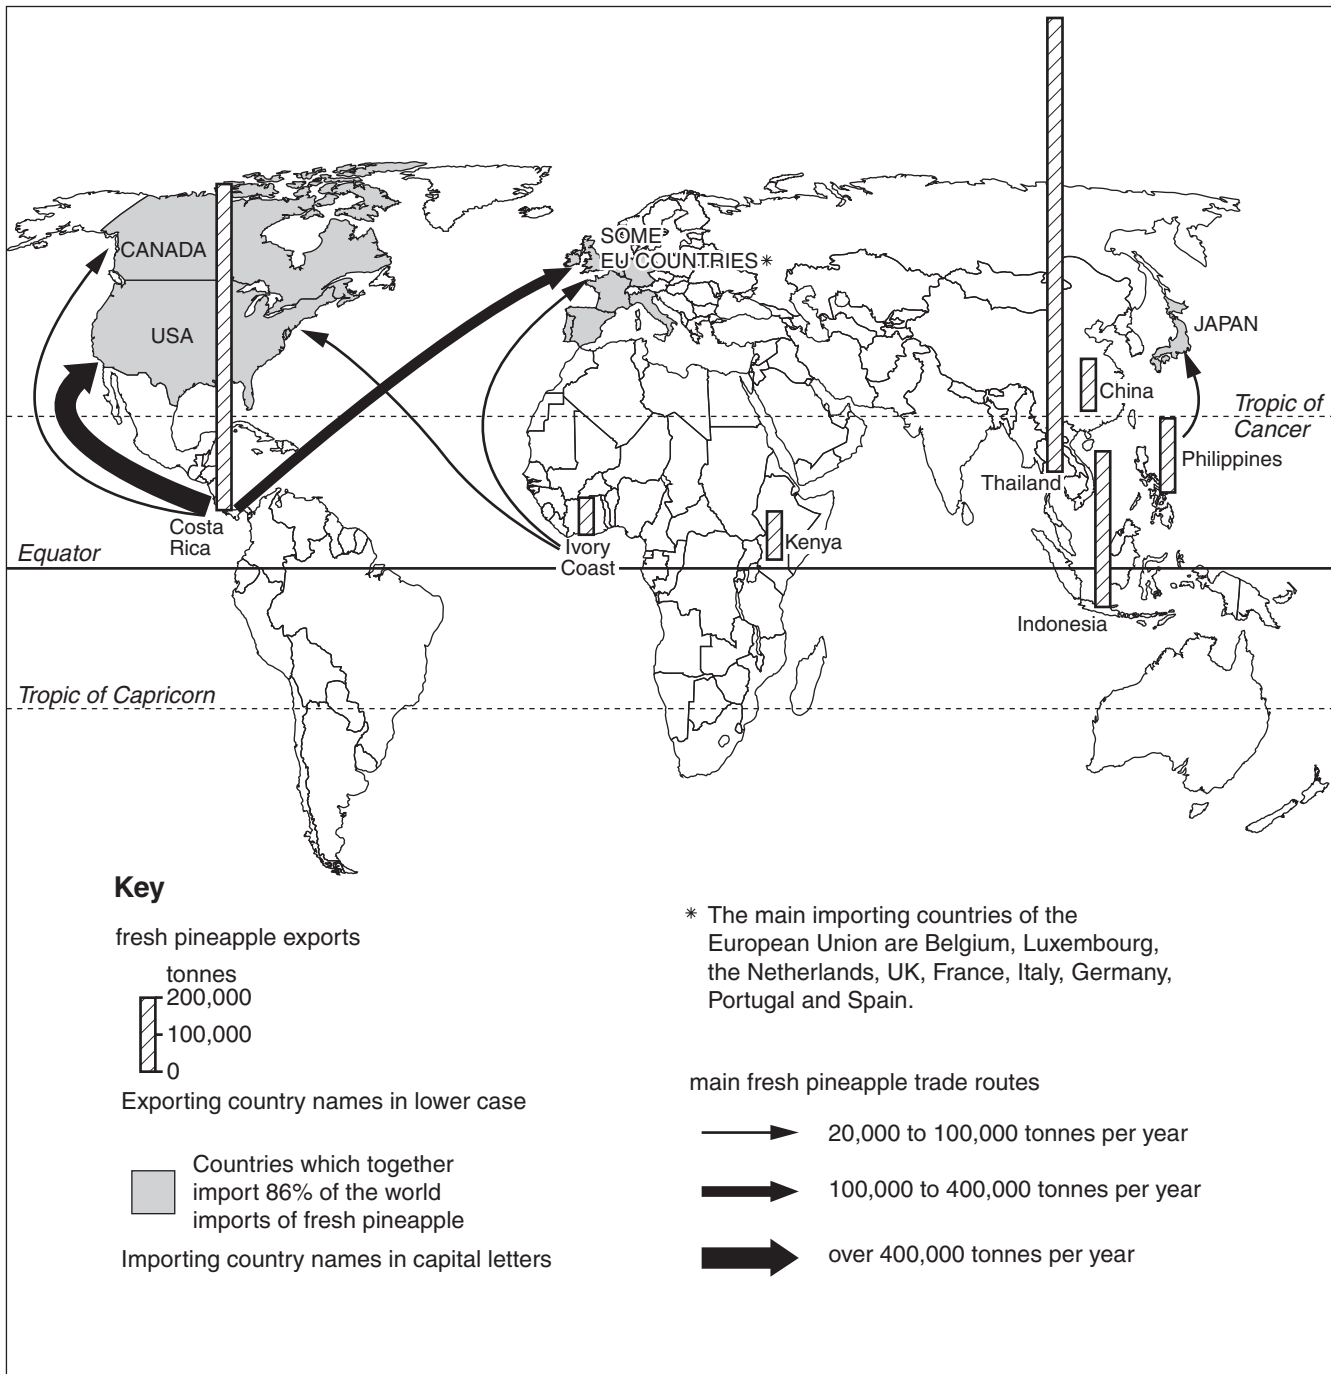 CANADA
SOME
EU COUNTRIES*
USA
JAPAN
China
Tropic of
Cancer
Philippines
Thailand
Costa
Rica
Equator
Ivory
Coast
Kenya
Indonesia
Tropic of Capricorn
Key
fresh pineapple exports
tonnes
200,000
100,000
0
Exporting country names in lower case
Countries which together
import 86% of the world
imports of fresh pineapple
Importing country names in capital letters
* The main importing countries of the
European Union are Belgium, Luxembourg,
the Netherlands, UK, France, Italy, Germany,
Portugal and Spain.
main fresh pineapple trade routes
20,000 to 100,000 tonnes per year
100,000 to 400,000 tonnes per year
over 400,000 tonnes per year